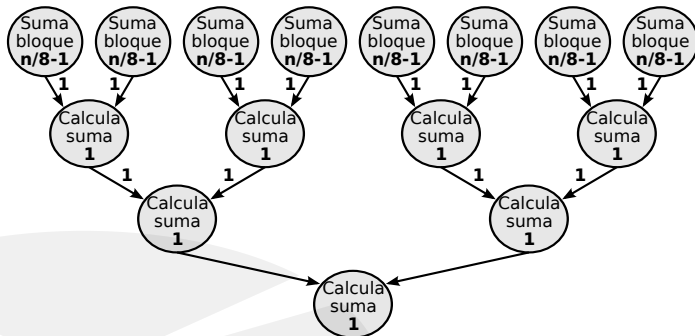 Suma
bloque
n/8-1
Suma
bloque
n/8-1
Suma
bloque
n/8-1
Suma
bloque
n/8-1
Suma
bloque
n/8-1
Suma
bloque
n/8-1
Suma
bloque
n/8-1
Suma
bloque
n/8-1
1
1
1
1
1
1
1
1
Calcula
suma
1
Calcula
suma
1
Calcula
suma
1
Calcula
suma
1
1
1
1
1
Calcula
suma
1
Calcula
suma
1
Calcula
suma
1